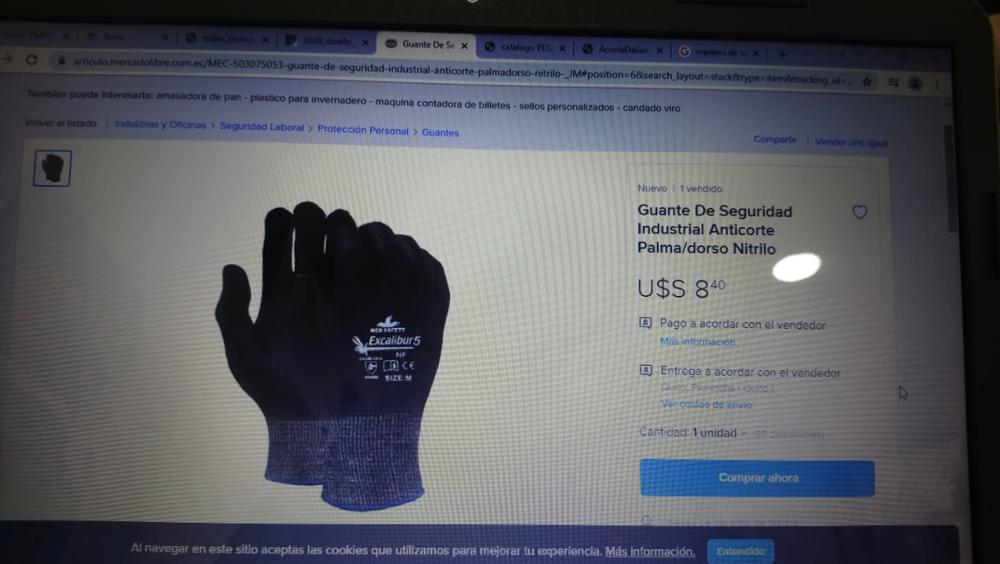 Aviso
2020_diseño_
Guante De Se
catalogo PES
AcostaDalian
equipos de
articulo.mercadolibre.com.ec/MEC-503075053-guante-de-seguridad-industrial-anticorte-palmadorso-nitrilo-_JM#position=6&search_layout=stack&type=item&tracking_id=...
También puede interesarte: amasadora de pan - plastico para invernadero - maquina contadora de billetes - sellos personalizados - candado viro
Volver al listado | Industrias y Oficinas > Seguridad Laboral > Protección Personal > Guantes
Compartir | Vender uno igual
Nuevo | 1 vendido
Guante De Seguridad
Industrial Anticorte
Palma/dorso Nitrilo
U$S 8 40
Pago a acordar con el vendedor
Más información
Entrega a acordar con el vendedor
Quito, Pichincha ( Quito )
Ver costos de envío
Cantidad: 1 unidad (99 disponibles)
Comprar ahora
MCR SAFETY
Excalibur5
NF
CE
SIZE:M
Al navegar en este sitio aceptas las cookies que utilizamos para mejorar tu experiencia. Más información.
Entendido